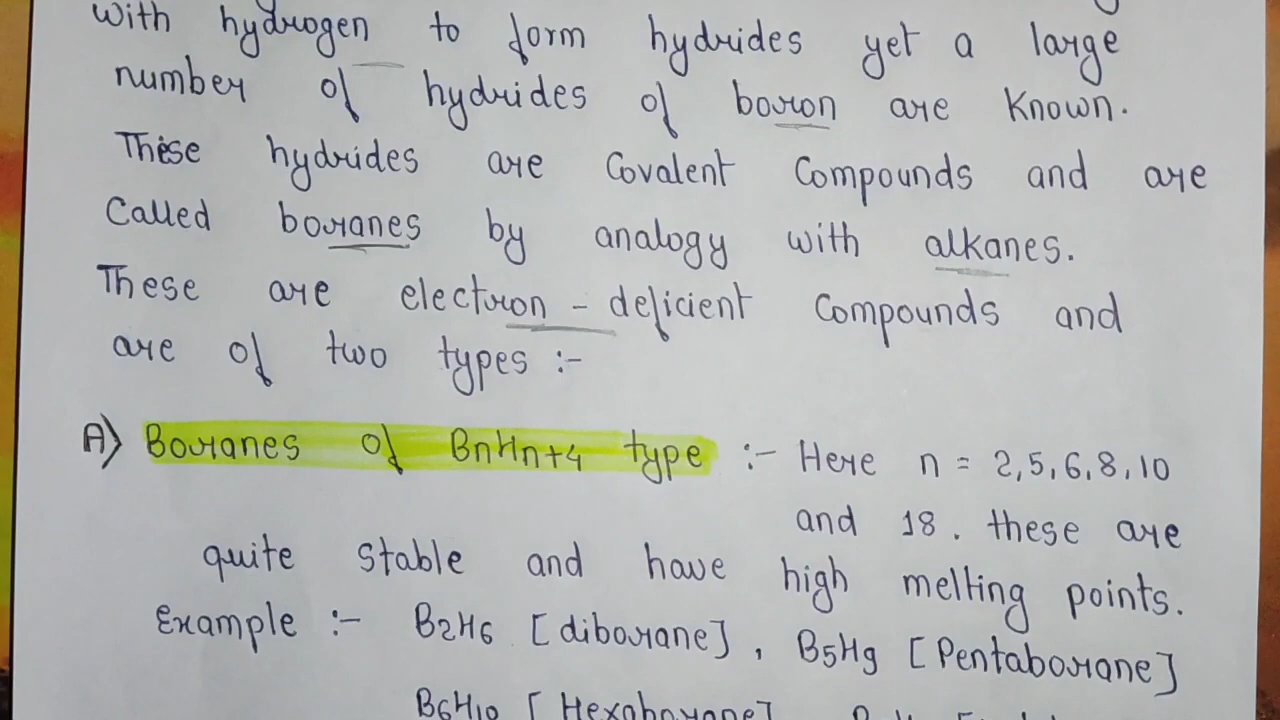 with hydrogen to form hydrides yet a large
number of hydrides of boron are known.
These hydrides are Covalent Compounds and are
Called boranes by analogy with alkanes.
These are electron - deficient Compounds and
are of two types :-
A) Boranes of BnHn+4 type :- Here n = 2,5,6,8,10
and 18. these are
quite stable and have high melting points.
Example :- B2H6 [diborane], B5H9 [Pentaborane]
B6H10 [Hexaborane]